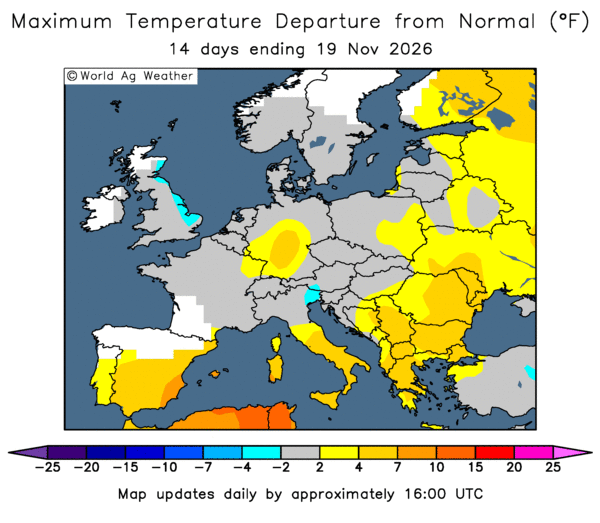 Maximum Temperature Departure from Normal (°F)
14 days ending 19 Nov 2026
© World Ag Weather
-25 -20 -15 -10 -7 -4 -2 2 4 7 10 15 20 25
Map updates daily by approximately 16:00 UTC